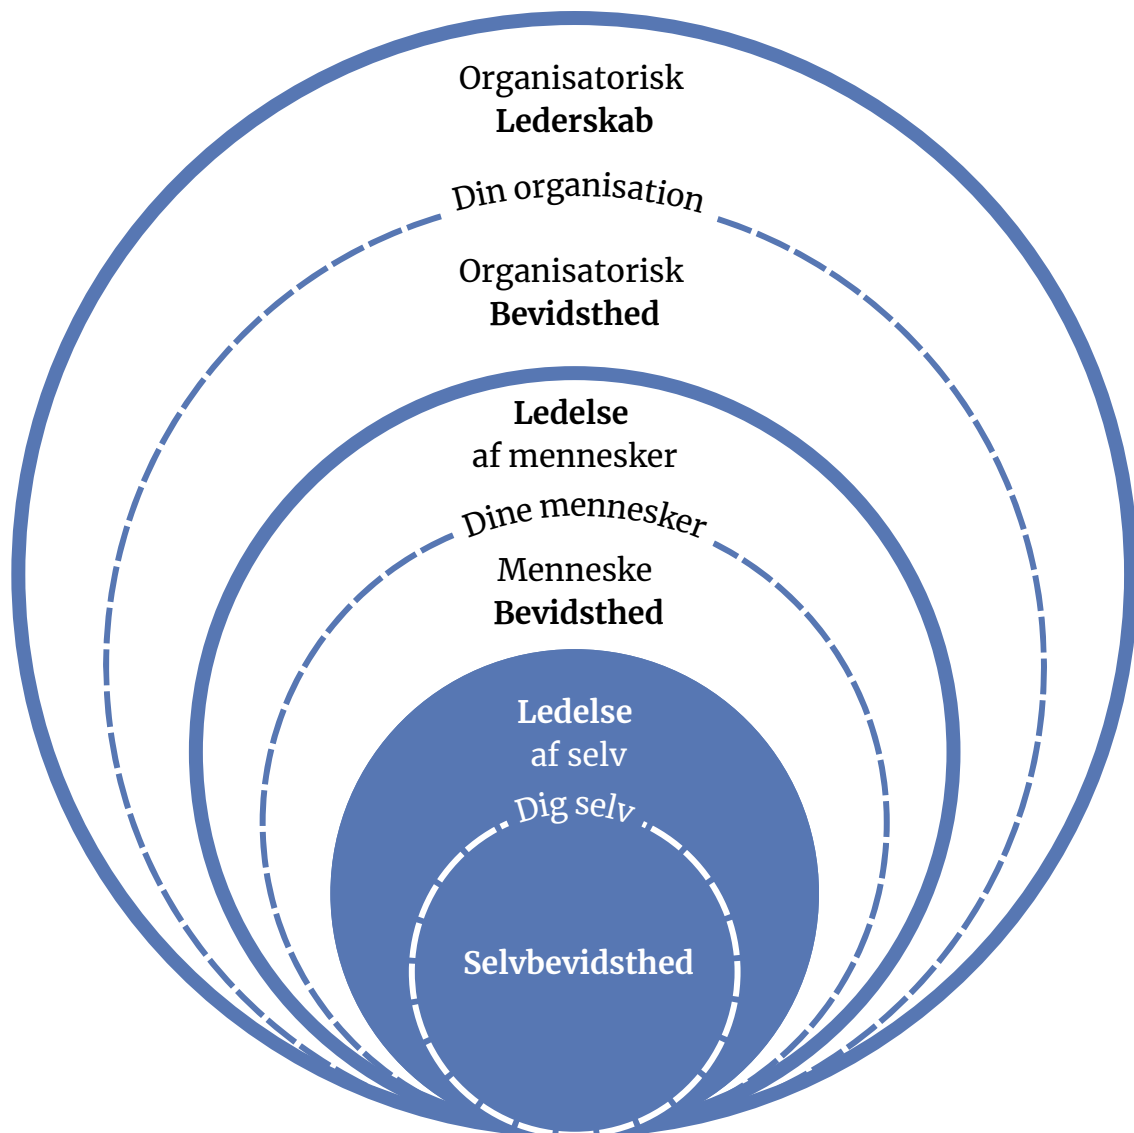 Organisatorisk
Lederskab
Din organisation
Organisatorisk
Bevidsthed
Ledelse
af mennesker
Dine mennesker
Menneske
Bevidsthed
Ledelse
af selv
Dig selv
Selvbevidsthed